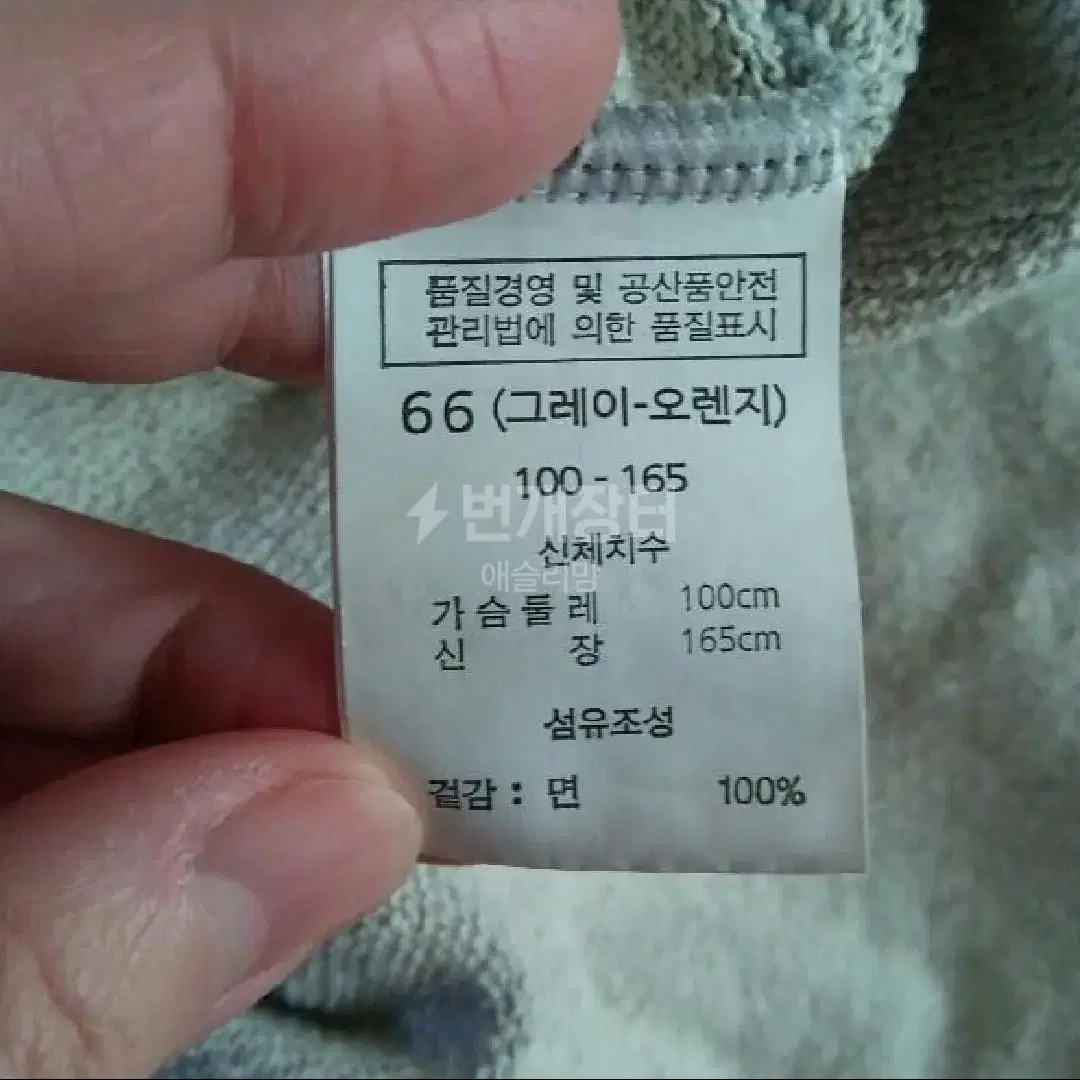 품질경영 및 공산품안전
관리법에 의한 품질표시
66 (그레이-오렌지)
100 - 165
번개장터
신체치수
애슬리맘
가슴둘레 100cm
신 장 165cm
섬유조성
겉감 : 면 100%